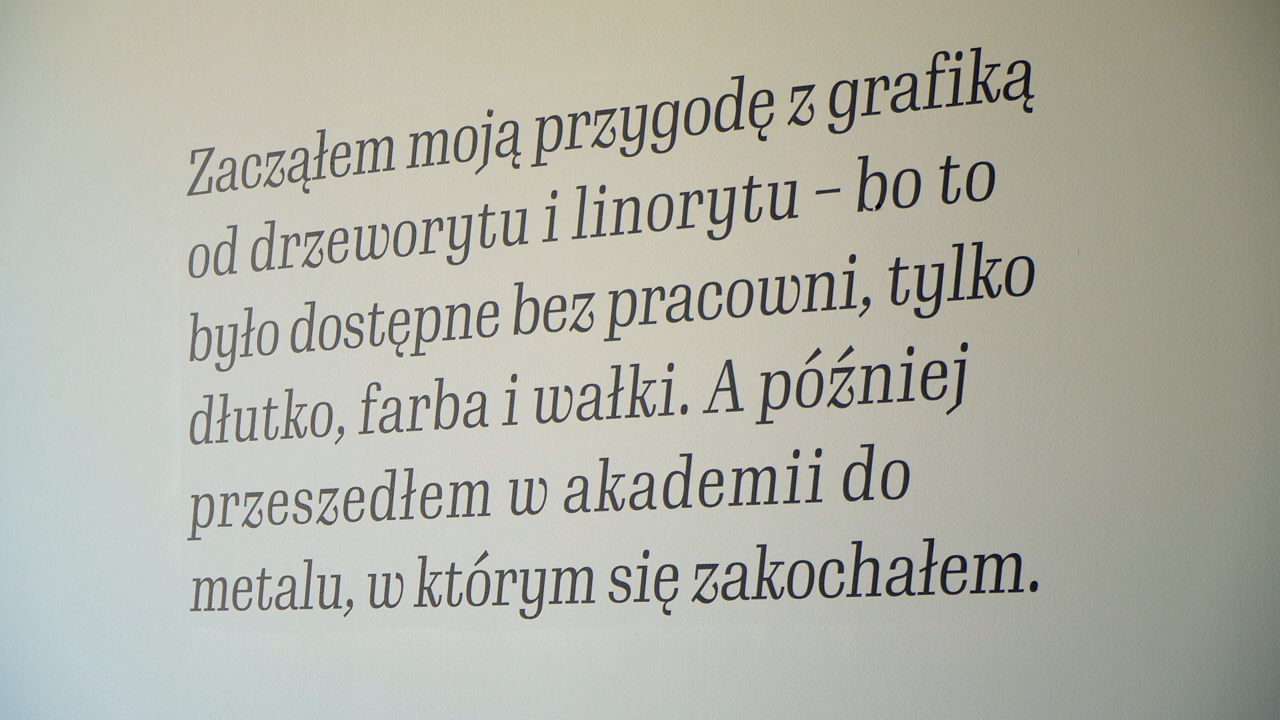 Zacząłem moją przygodę z grafiką
od drzeworytu i linorytu – bo to
było dostępne bez pracowni, tylko
dłutko, farba i wałki. A później
przeszedłem w akademii do
metalu, w którym się zakochałem.